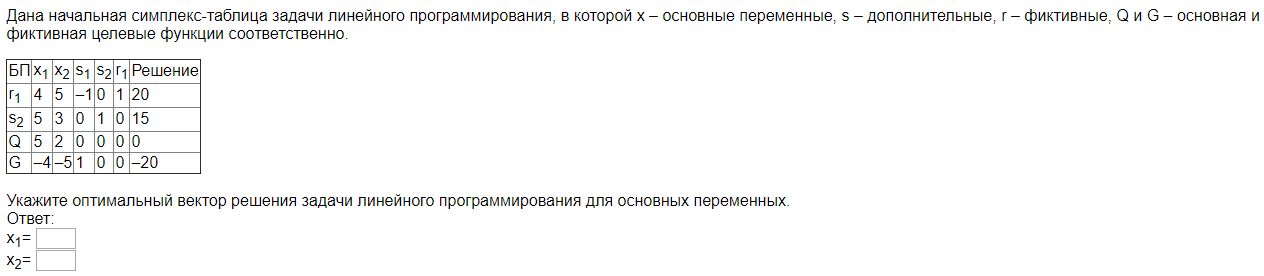 Дана начальная симплекс-таблица задачи линейного программирования, в которой x – основные переменные, s – дополнительные, r – фиктивные, Q и G – основная и
фиктивная целевые функции соответственно.
БП x1 x2 s1 s2 r1 Решение
r1 4 5 –1 0 1 20
s2 5 3 0 1 0 15
Q 5 2 0 0 0 0
G –4 –5 1 0 0 –20
Укажите оптимальный вектор решения задачи линейного программирования для основных переменных.
Ответ:
x1=
x2=